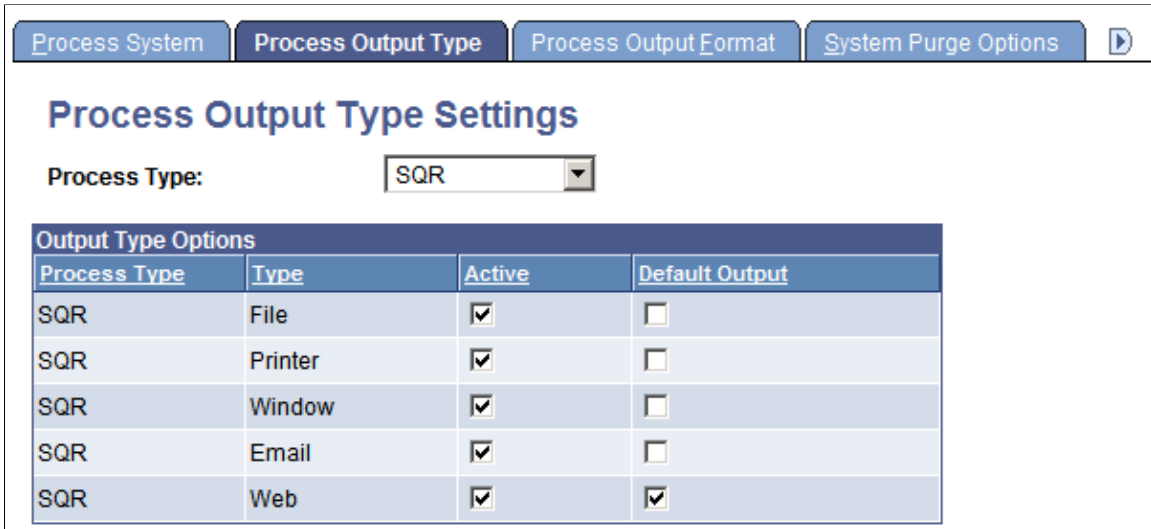 Process System Process Output Type Process Output Format System Purge Options
Process Output Type Settings
Process Type: SQR
Output Type Options
Process Type Type Active Default Output
SQR File
SQR Printer
SQR Window
SQR Email
SQR Web